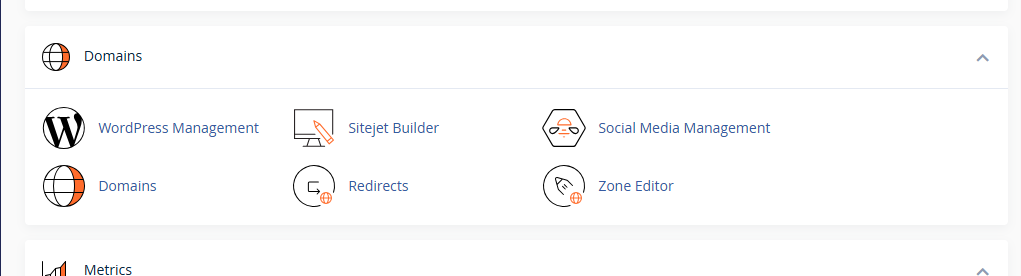 Domains
WordPress Management
Sitejet Builder
Social Media Management
Domains
Redirects
Zone Editor
Metrics